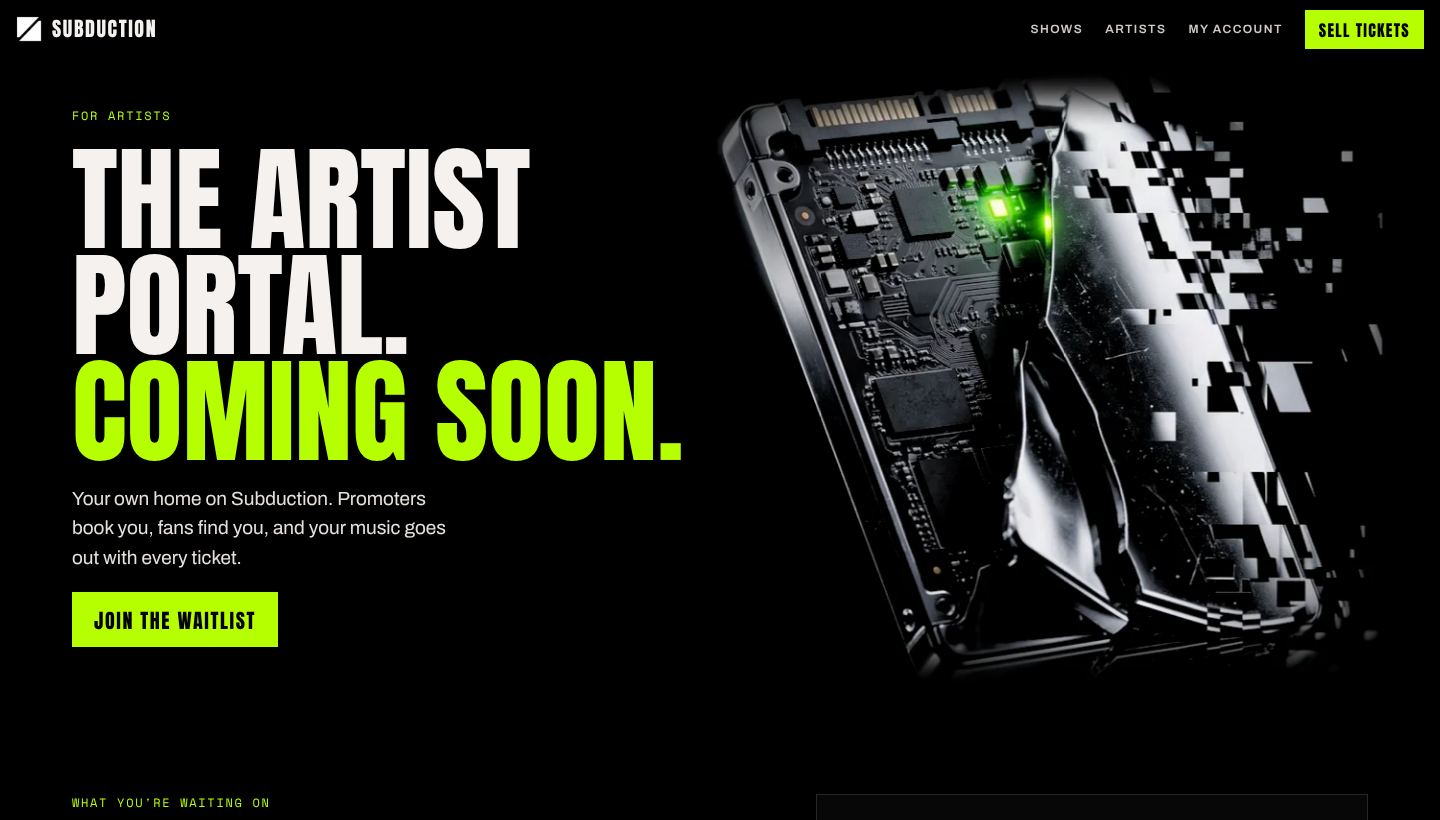 SUBDUCTION
SHOWS
ARTISTS
MY ACCOUNT
SELL TICKETS
FOR ARTISTS
THE ARTIST
PORTAL.
COMING SOON.
Your own home on Subduction. Promoters
book you, fans find you, and your music goes
out with every ticket.
JOIN THE WAITLIST
WHAT YOU'RE WAITING ON